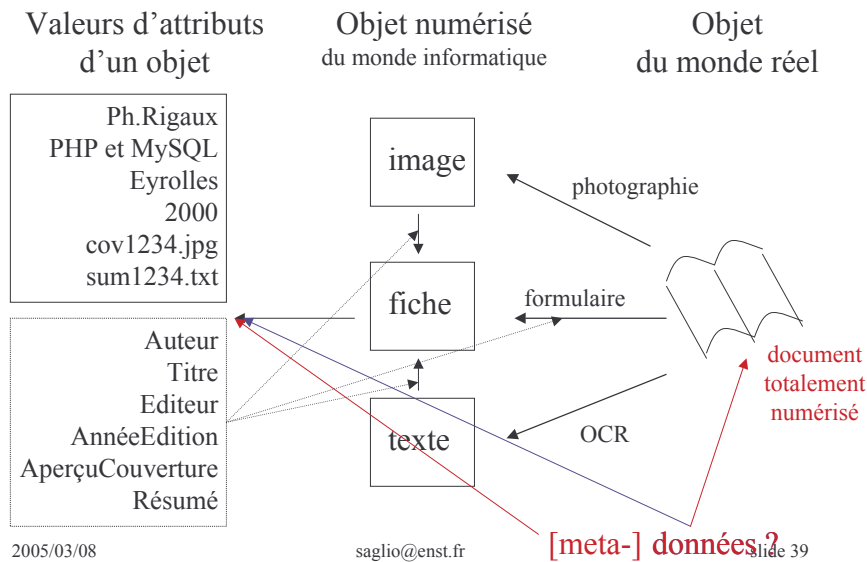 Valeurs d'attributs
d'un objet
Objet numérisé
du monde informatique
Objet
du monde réel
Ph.Rigaux
PHP et MySQL
Eyrolles
2000
cov1234.jpg
sum1234.txt
image
photographie
fiche
formulaire
Auteur
Titre
Editeur
AnnéeEdition
AperçuCouverture
Résumé
texte
OCR
document
totalement
numérisé
[meta-] données ?
2005/03/08
saglio@enst.fr
slide 39